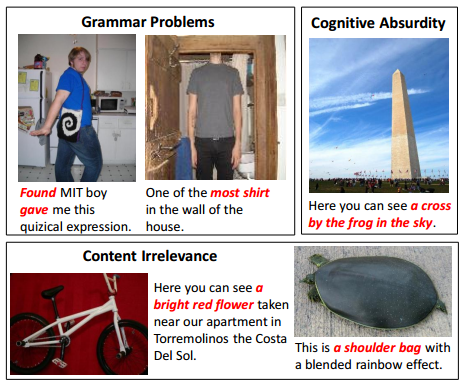 Grammar Problems
Found MIT boy
gave me this
quizical expression.
One of the most shirt
in the wall of the
house.
Cognitive Absurdity
Here you can see a cross
by the frog in the sky.
Content Irrelevance
Here you can see a
bright red flower taken
near our apartment in
Torremolinos the Costa
Del Sol.
This is a shoulder bag with
a blended rainbow effect.